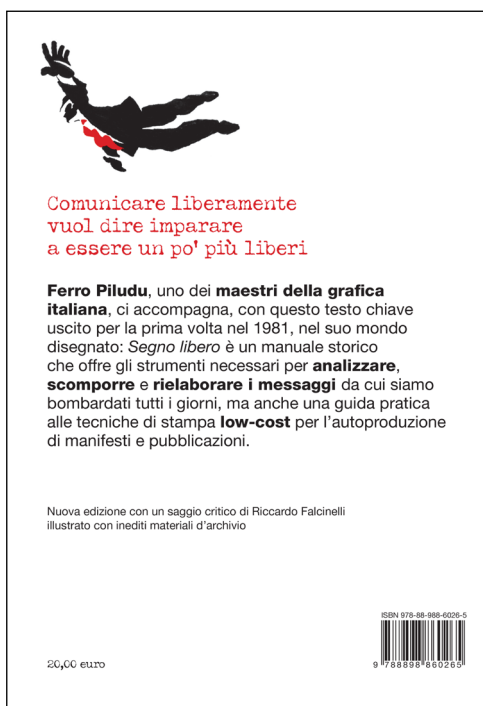 Comunicare liberamente
vuol dire imparare
a essere un po' più liberi
Ferro Piludu, uno dei maestri della grafica
italiana, ci accompagna, con questo testo chiave
uscito per la prima volta nel 1981, nel suo mondo
disegnato: Segno libero è un manuale storico
che offre gli strumenti necessari per analizzare,
scomporre e rielaborare i messaggi da cui siamo
bombardati tutti i giorni, ma anche una guida pratica
alle tecniche di stampa low-cost per l'autoproduzione
di manifesti e pubblicazioni.
Nuova edizione con un saggio critico di Riccardo Falcinelli
illustrato con inediti materiali d'archivio
ISBN 978-88-988-6026-5
9 788898 860265
20,00 euro